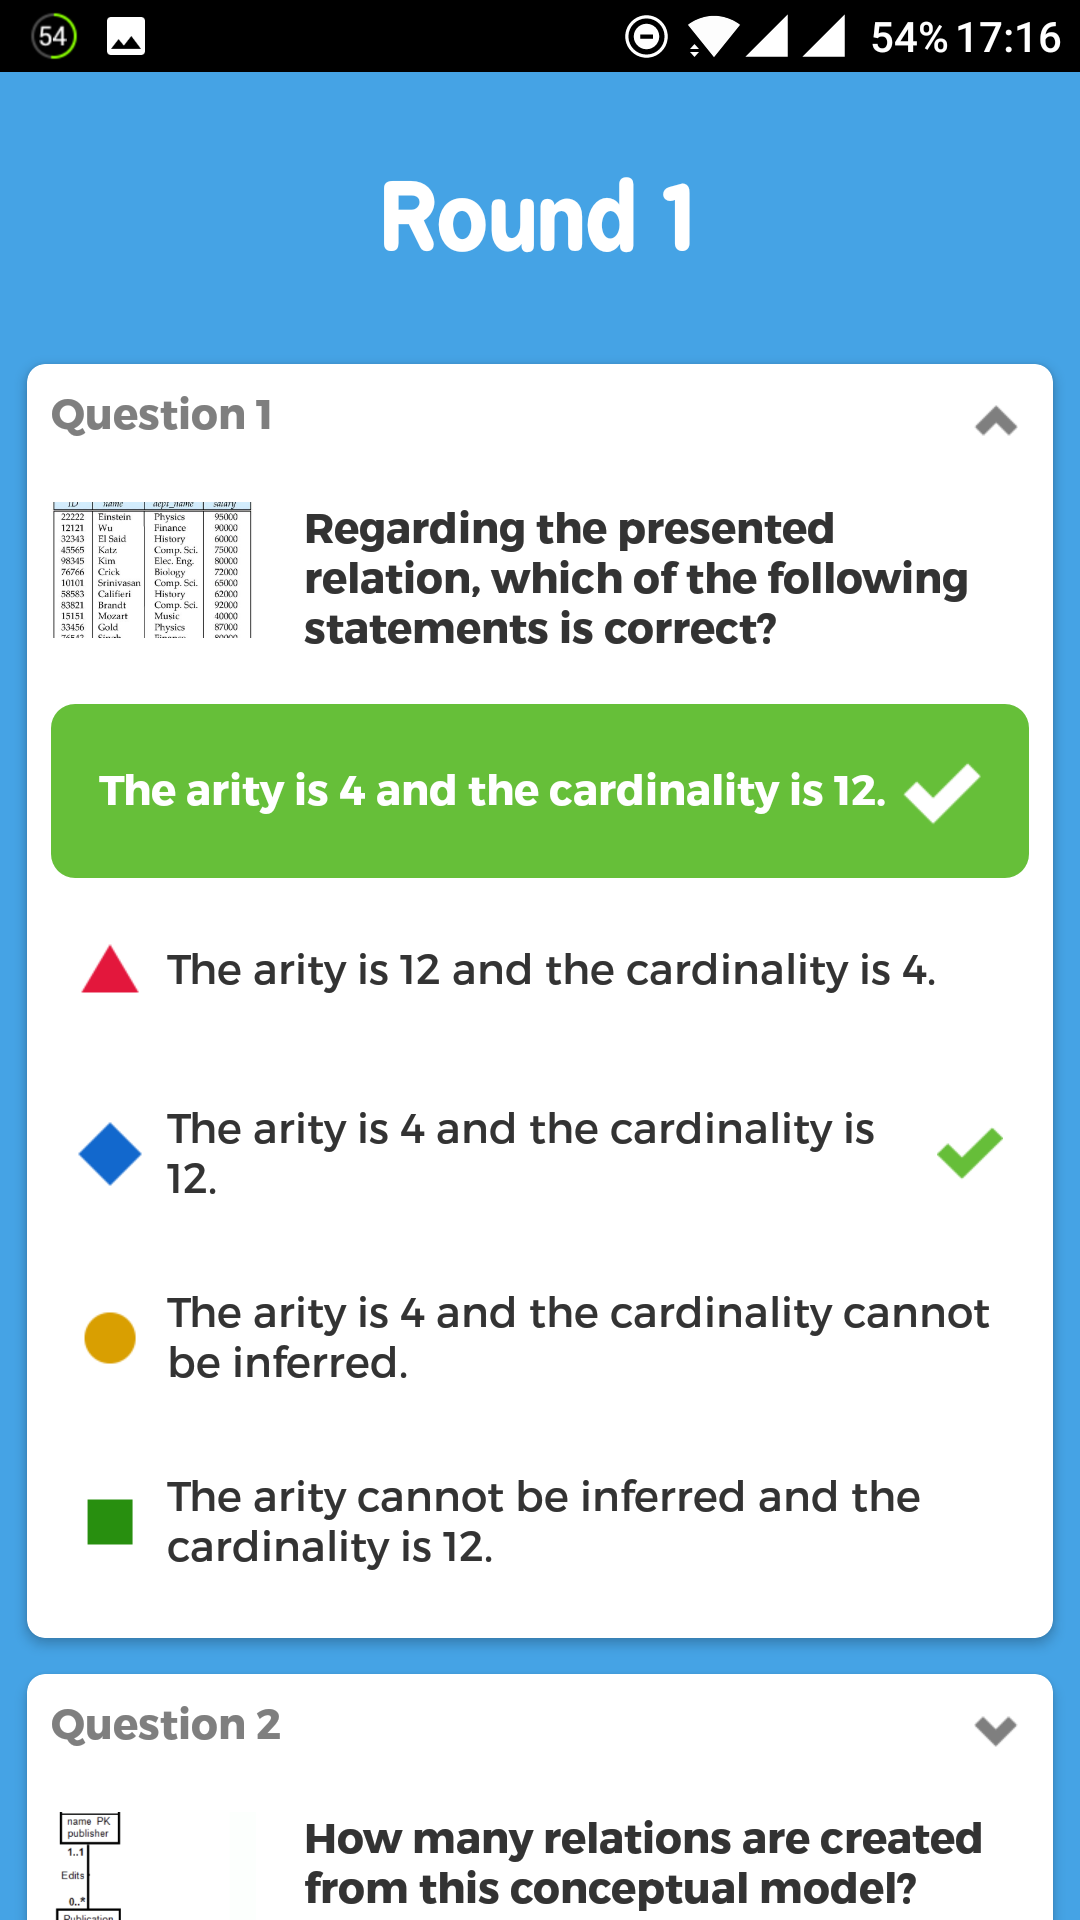 54
54% 17:16
Round 1
Question 1
ID name dept_name salary
22222 Einstein Physics 95000
12121 Wu Finance 90000
32343 El Said History 60000
45565 Katz Comp. Sci. 75000
98345 Kim Elec. Eng. 80000
76766 Crick Biology 72000
10101 Srinivasan Comp. Sci. 65000
58583 Califieri History 62000
83821 Brandt Comp. Sci. 92000
15151 Mozart Music 40000
33456 Gold Physics 87000
76543 Singh Finance 80000
Regarding the presented
relation, which of the following
statements is correct?
The arity is 4 and the cardinality is 12.
The arity is 12 and the cardinality is 4.
The arity is 4 and the cardinality is
12.
The arity is 4 and the cardinality cannot
be inferred.
The arity cannot be inferred and the
cardinality is 12.
Question 2
name PK
publisher
1..1
Edits
0..*
Publication
How many relations are created
from this conceptual model?